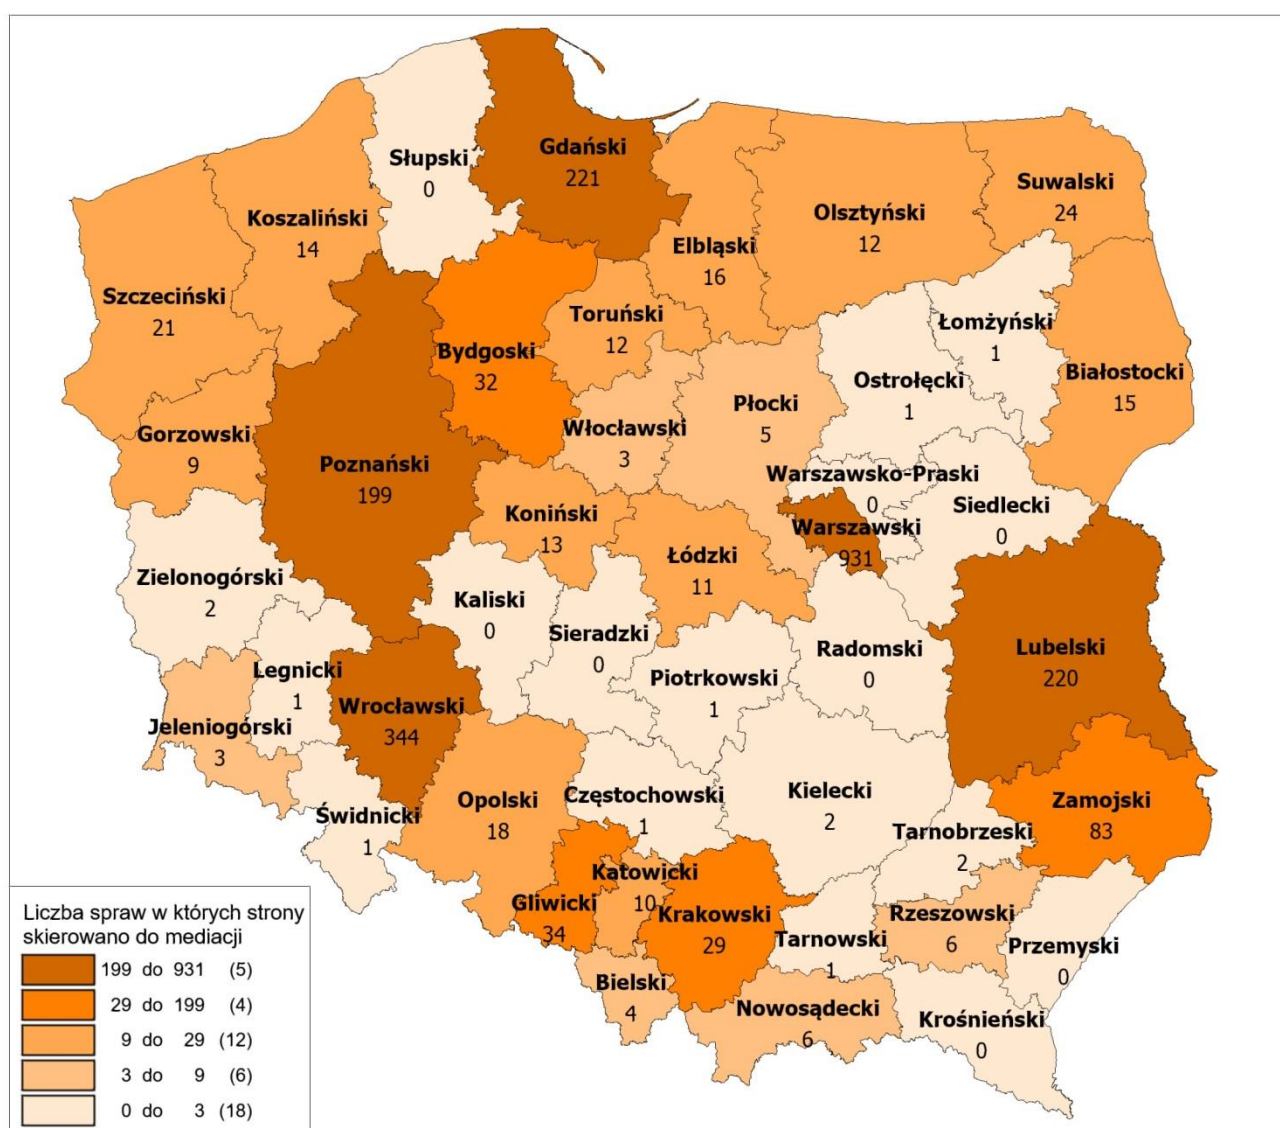 Słupski
0
Gdański
221
Koszaliński
14
Szczeciński
21
Elbląski
16
Olsztyński
12
Suwalski
24
Toruński
12
Bydgoski
32
Łomżyński
1
Ostrołęcki
1
Białostocki
15
Gorzowski
9
Poznański
199
Włocławski
3
Płocki
5
Warszawsko-Praski
0
Siedlecki
0
Koniński
13
Warszawski
931
Łódzki
11
Zielonogórski
2
Kaliski
0
Sieradzki
0
Radomski
0
Lubelski
220
Legnicki
1
Piotrkowski
1
Wrocławski
344
Jeleniogórski
3
Świdnicki
1
Opolski
18
Częstochowski
1
Kielecki
2
Zamojski
83
Tarnobrzeski
2
Katowicki
10
Gliwicki
34
Krakowski
29
Tarnowski
1
Rzeszowski
6
Przemyski
0
Bielski
4
Nowosądecki
6
Krośnieński
0
Liczba spraw w których strony
skierowano do mediacji
199 do 931 (5)
29 do 199 (4)
9 do 29 (12)
3 do 9 (6)
0 do 3 (18)